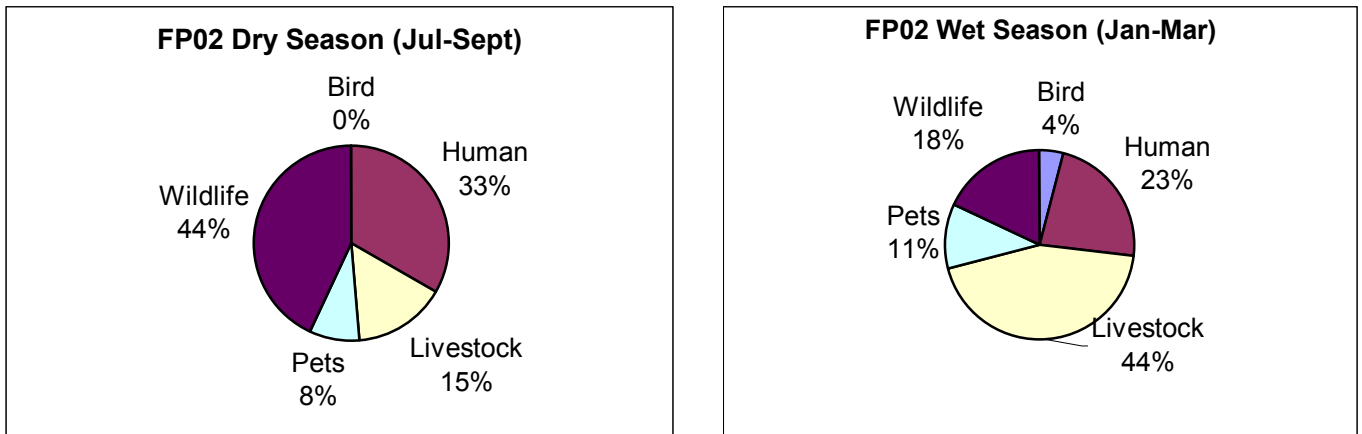 FP02 Dry Season (Jul-Sept)
Bird
0%
Human
33%
Livestock
15%
Pets
8%
Wildlife
44%
FP02 Wet Season (Jan-Mar)
Bird
4%
Human
23%
Livestock
44%
Pets
11%
Wildlife
18%